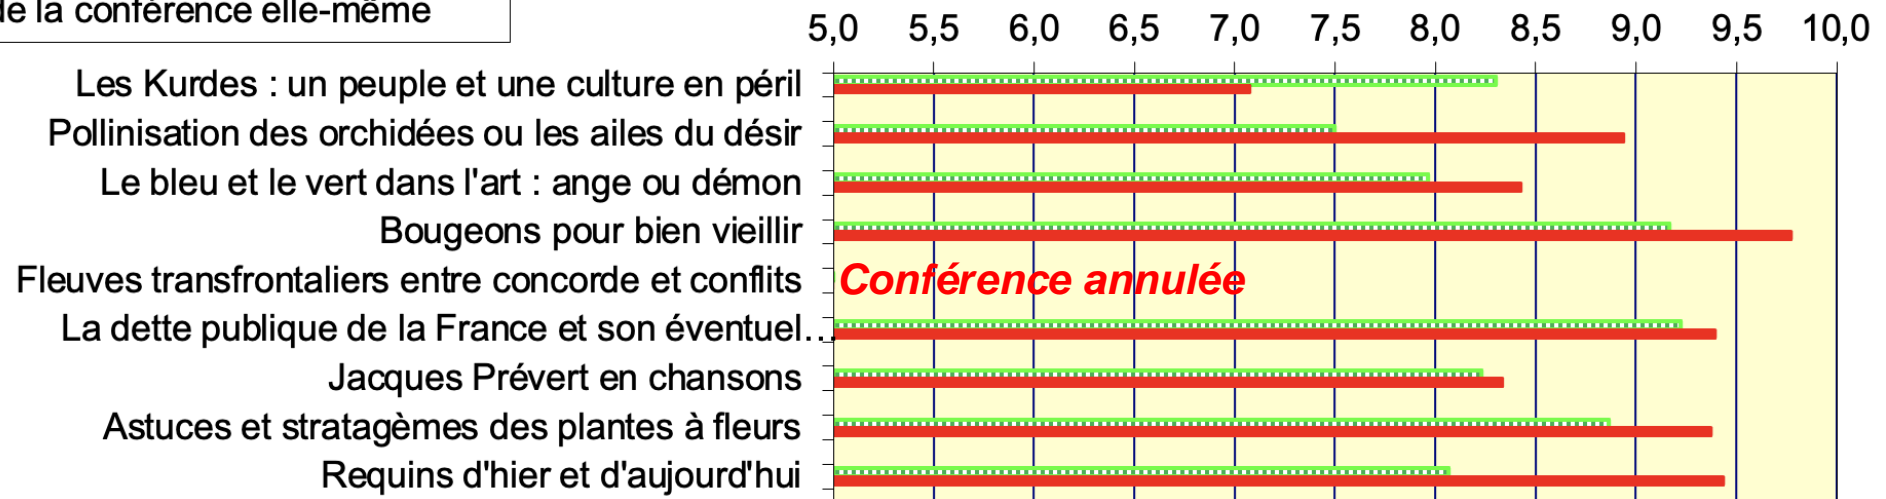 de la conférence elle-même
5,0 5,5 6,0 6,5 7,0 7,5 8,0 8,5 9,0 9,5 10,0
Les Kurdes : un peuple et une culture en péril
Pollinisation des orchidées ou les ailes du désir
Le bleu et le vert dans l'art : ange ou démon
Bougeons pour bien vieillir
Fleuves transfrontaliers entre concorde et conflits Conférence annulée
La dette publique de la France et son éventuel…
Jacques Prévert en chansons
Astuces et stratagèmes des plantes à fleurs
Requins d'hier et d'aujourd'hui